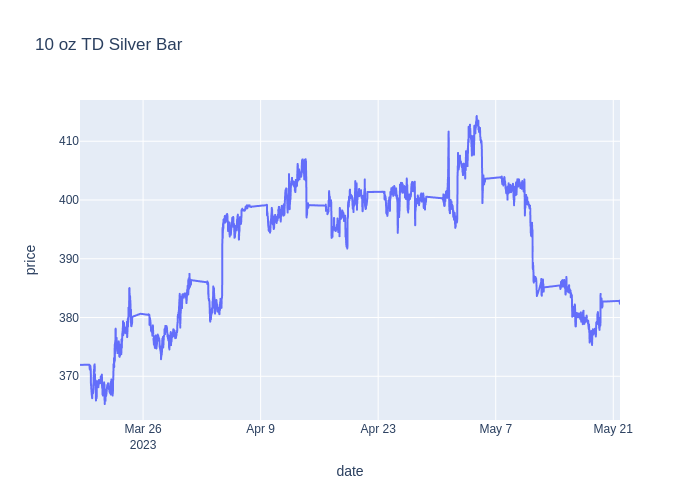 10 oz TD Silver Bar
410
400
390
380
370
price
Mar 26
2023
Apr 9
Apr 23
May 7
May 21
date